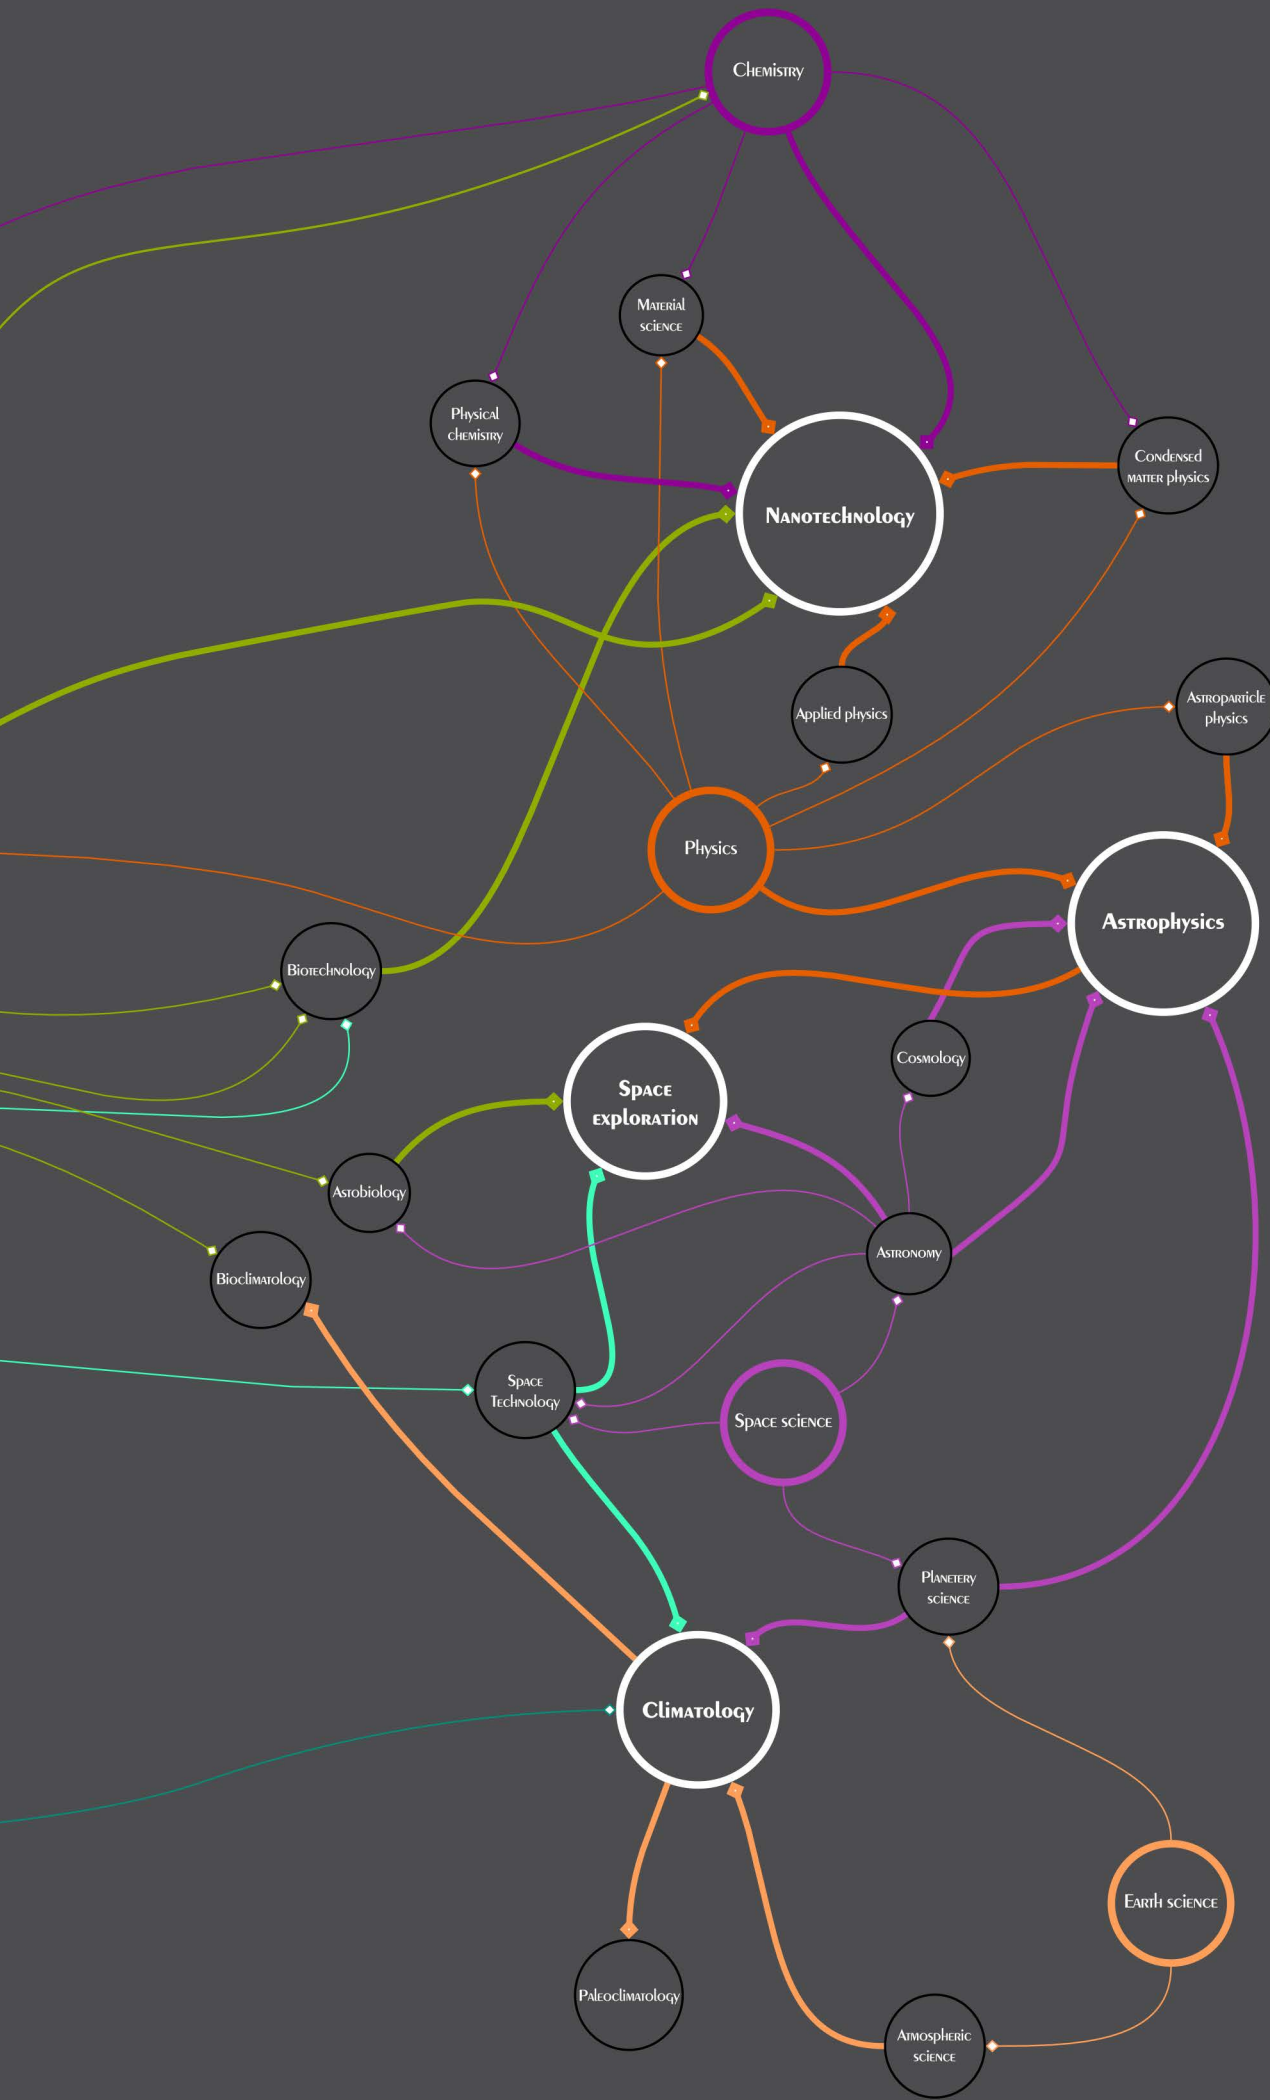 Chemistry
Material
science
Physical
chemistry
Condensed
matter physics
Nanotechnology
Applied physics
Astroparticle
physics
Physics
Astrophysics
Biotechnology
Cosmology
Space
exploration
Astobiology
Astronomy
Bioclimatology
Space
Technology
Space science
Planetery
science
Climatology
Earth science
Paleoclimatology
Atmospheric
science